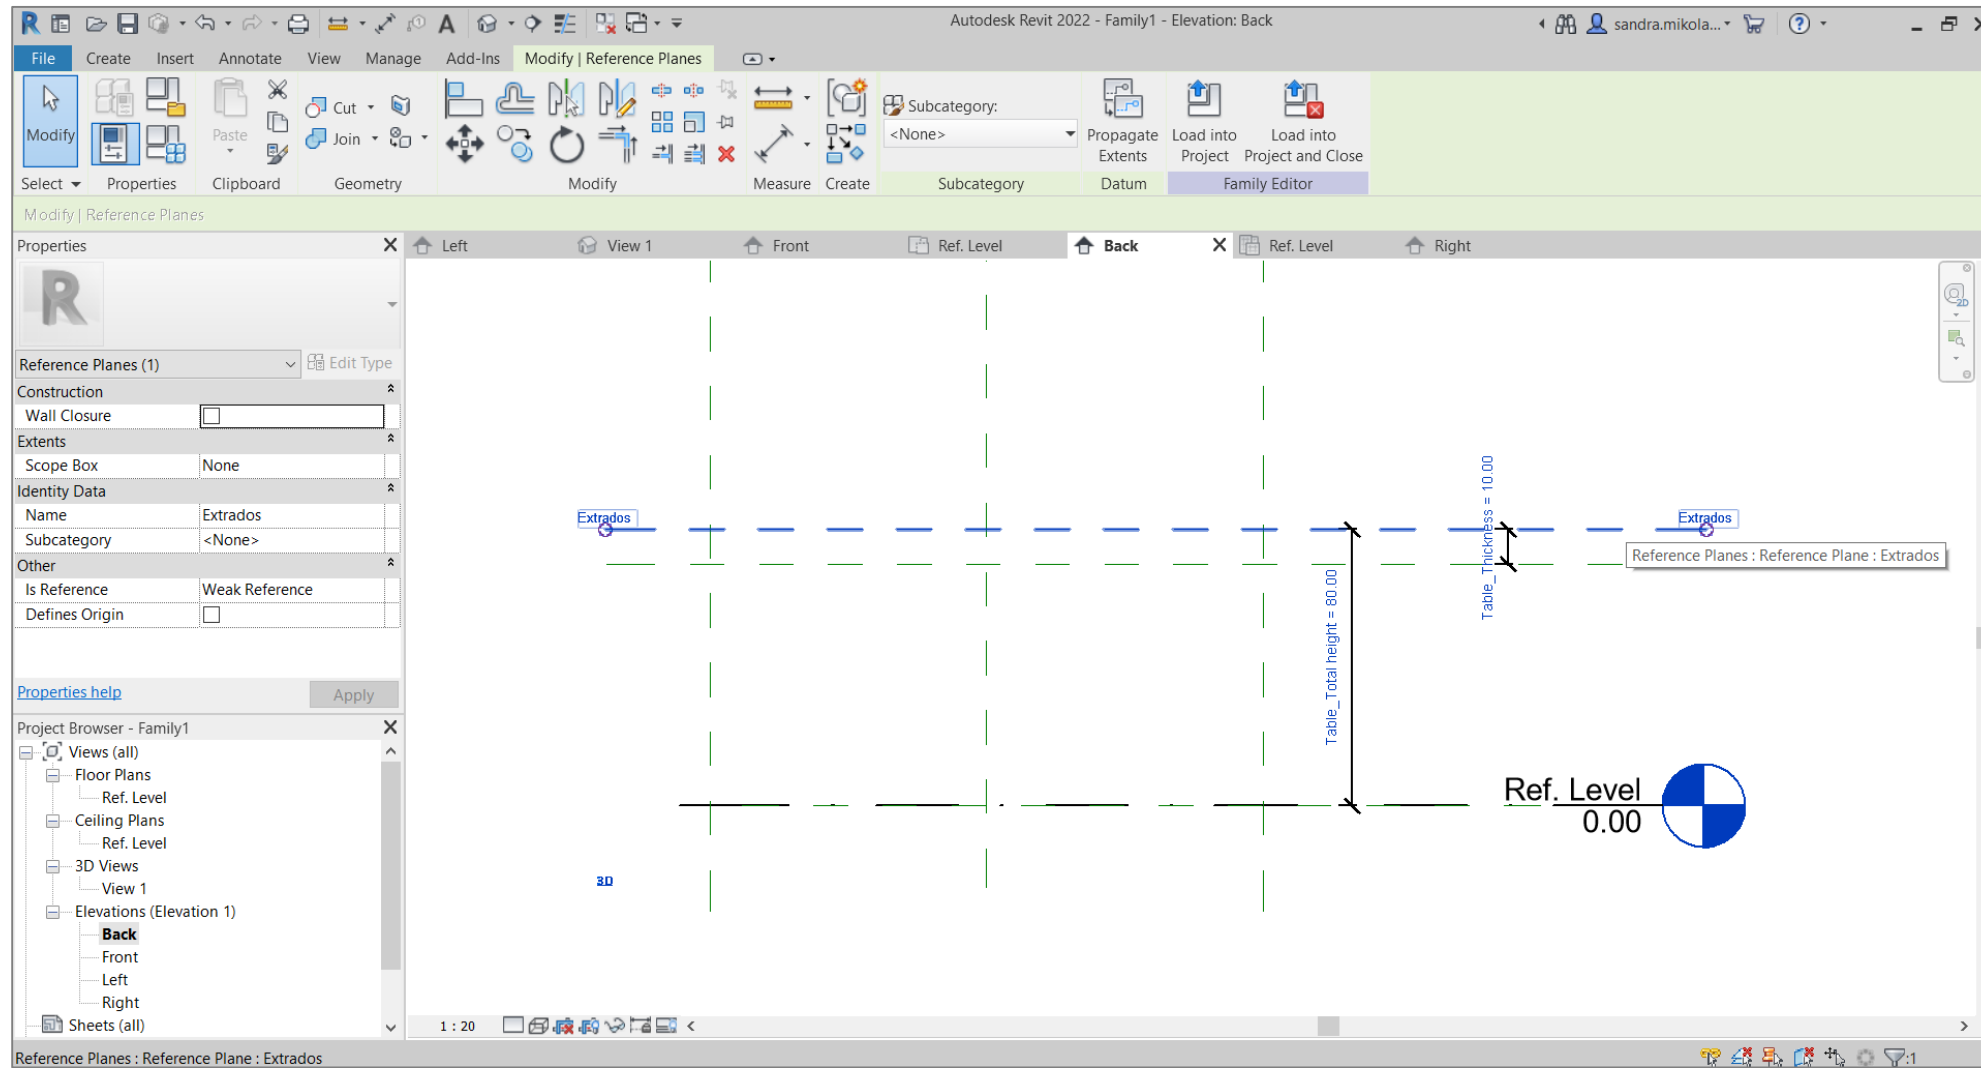 Autodesk Revit 2022 - Family1 - Elevation: Back
sandra.mikola...
File Create Insert Annotate View Manage Add-Ins Modify | Reference Planes
Modify
Paste
Cut
Join
Subcategory:
<None>
Propagate Extents
Load into Project
Load into Project and Close
Select Properties Clipboard Geometry Modify Measure Create Subcategory Datum Family Editor
Modify | Reference Planes
Properties
Left View 1 Front Ref. Level Back Ref. Level Right
R
Reference Planes (1)
Edit Type
Construction
Wall Closure
Extents
Scope Box None
Identity Data
Name Extrados
Subcategory <None>
Other
Is Reference Weak Reference
Defines Origin
Properties help
Apply
Project Browser - Family1
Views (all)
Floor Plans
Ref. Level
Ceiling Plans
Ref. Level
3D Views
View 1
Elevations (Elevation 1)
Back
Front
Left
Right
Sheets (all)
2D
Extrados
Extrados
Reference Planes : Reference Plane : Extrados
Table_Thickness = 10.00
Table_Total height = 80.00
Ref. Level
0.00
3D
1 : 20
Reference Planes : Reference Plane : Extrados
:1